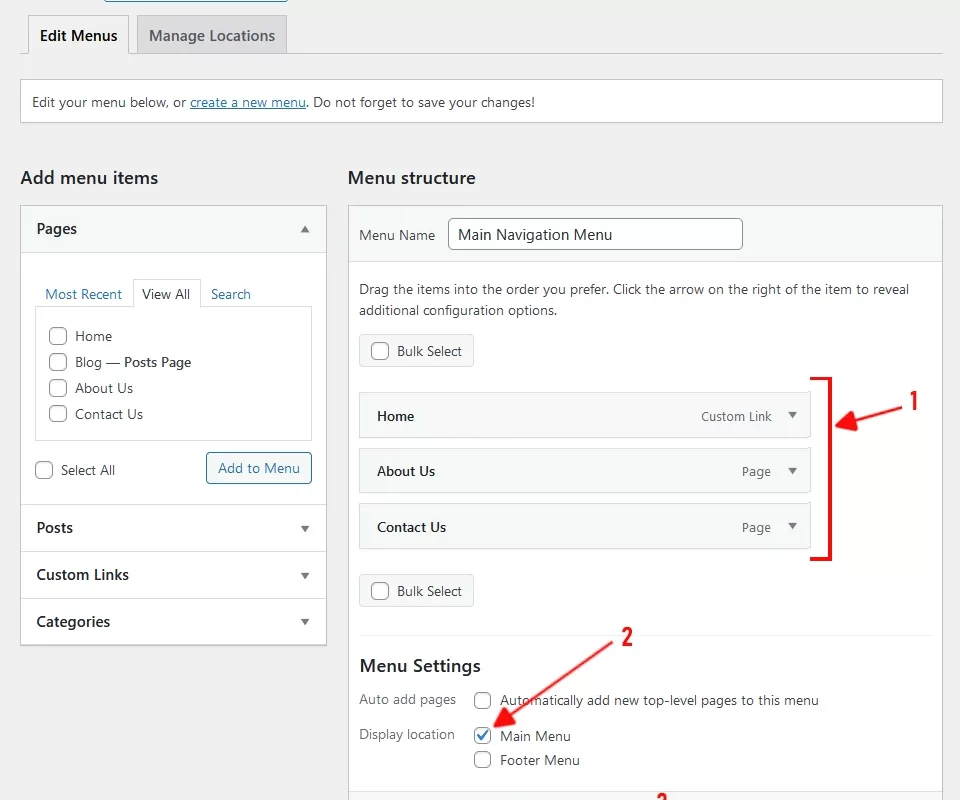 Edit Menus
Manage Locations
Edit your menu below, or create a new menu. Do not forget to save your changes!
Add menu items
Pages
Most Recent
View All
Search
Home
Blog — Posts Page
About Us
Contact Us
Select All
Add to Menu
Posts
Custom Links
Categories
Menu structure
Menu Name
Main Navigation Menu
Drag the items into the order you prefer. Click the arrow on the right of the item to reveal
additional configuration options.
Bulk Select
Home
Custom Link
About Us
Page
Contact Us
Page
1
Bulk Select
2
Menu Settings
Auto add pages
Automatically add new top-level pages to this menu
Display location
Main Menu
Footer Menu